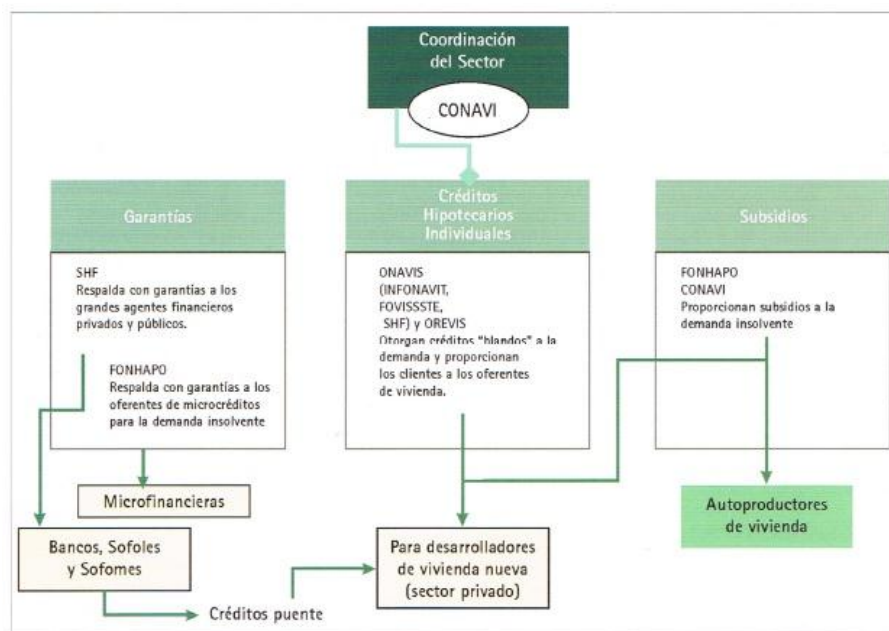 Coordinación
del Sector
CONAVI
Garantías
SHF
Respalda con garantías a los
grandes agentes financieros
privados y públicos.
FONHAPO
Respalda con garantías a los
oferentes de microcréditos
para la demanda insolvente
Microfinancieras
Bancos, Sofoles
y Sofomes
Créditos puente
Créditos
Hipotecarios
Individuales
ONAVIS
(INFONAVIT,
FOVISSSTE,
SHF) y OREVIS
Otorgan créditos "blandos" a la
demanda y proporcionan
los clientes a los oferentes
de vivienda.
Para desarrolladores
de vivienda nueva
(sector privado)
Subsidios
FONHAPO
CONAVI
Proporcionan subsidios a la
demanda insolvente
Autoproductores
de vivienda